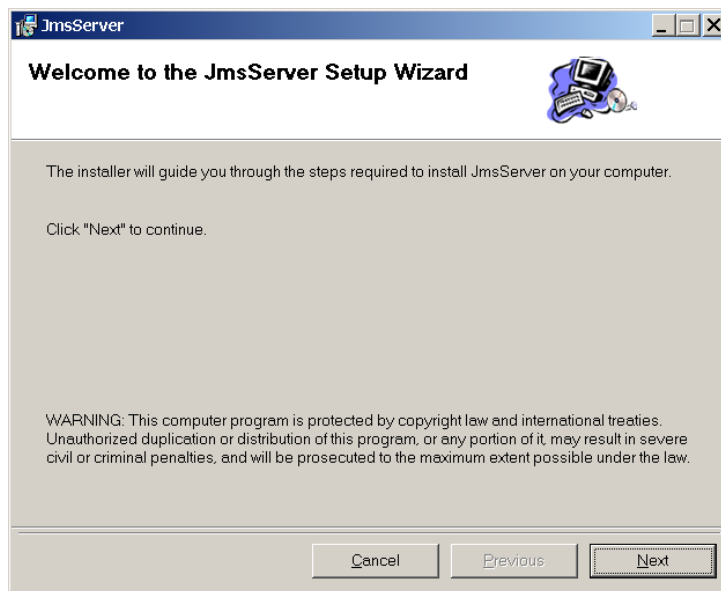 JmsServer
Welcome to the JmsServer Setup Wizard
The installer will guide you through the steps required to install JmsServer on your computer.
Click "Next" to continue.
WARNING: This computer program is protected by copyright law and international treaties.
Unauthorized duplication or distribution of this program, or any portion of it, may result in severe
civil or criminal penalties, and will be prosecuted to the maximum extent possible under the law.
Cancel
Previous
Next